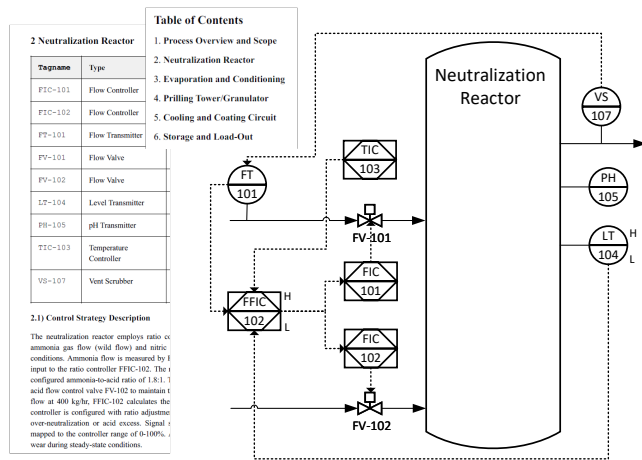 2 Neutralization Reactor
Tagname Type
FIC-101 Flow Controller
FIC-102 Flow Controller
FT-101 Flow Transmitter
FV-101 Flow Valve
FV-102 Flow Valve
LT-104 Level Transmitter
PH-105 pH Transmitter
TIC-103 Temperature
Controller
VS-107 Vent Scrubber
2.1) Control Strategy Description
The neutralization reactor employs ratio
ammonia gas flow (wild flow) and nitric
conditions. Ammonia flow is measured by
input to the ratio controller FFIC-102. The
configured ammonia-to-acid ratio of 1.8:1.
acid flow control valve FV-102 to maintain
flow at 400 kg/hr, FFIC-102 calculates the
controller is configured with ratio
over-neutralization or acid excess. Signal
mapped to the controller range of 0-100%.
wear during steady-state conditions.
Table of Contents
1. Process Overview and Scope
2. Neutralization Reactor
3. Evaporation and Conditioning
4. Prilling Tower/Granulator
5. Cooling and Coating Circuit
6. Storage and Load-Out
Neutralization
Reactor
VS
107
TIC
103
FT
101
PH
105
FV-101
LT
104
H
L
FIC
101
FFIC
102
H
L
FIC
102
FV-102